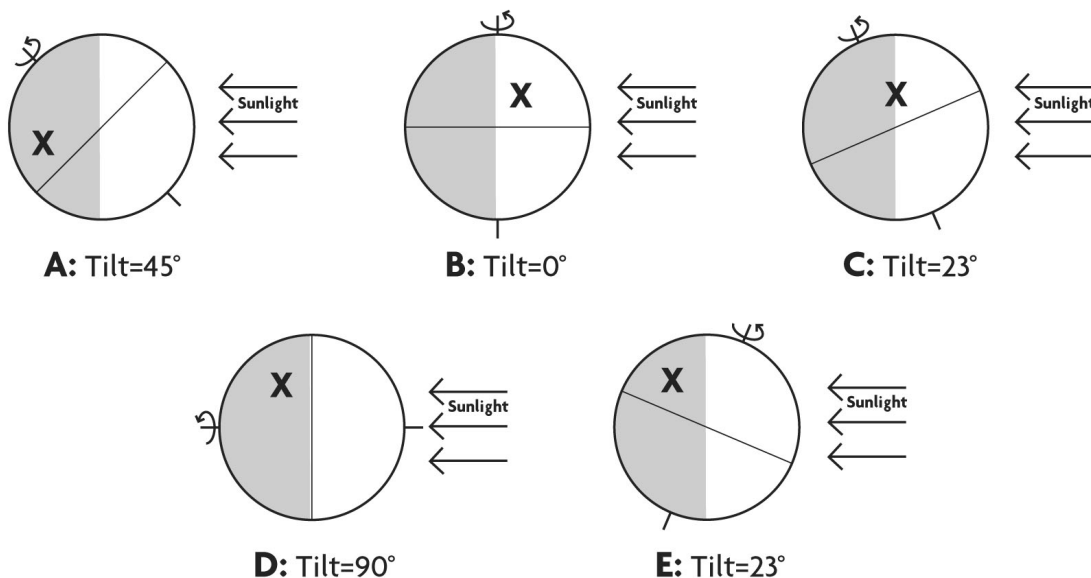 X
Sunlight
A: Tilt=45°
X
Sunlight
B: Tilt=0°
X
Sunlight
C: Tilt=23°
X
Sunlight
D: Tilt=90°
X
Sunlight
E: Tilt=23°